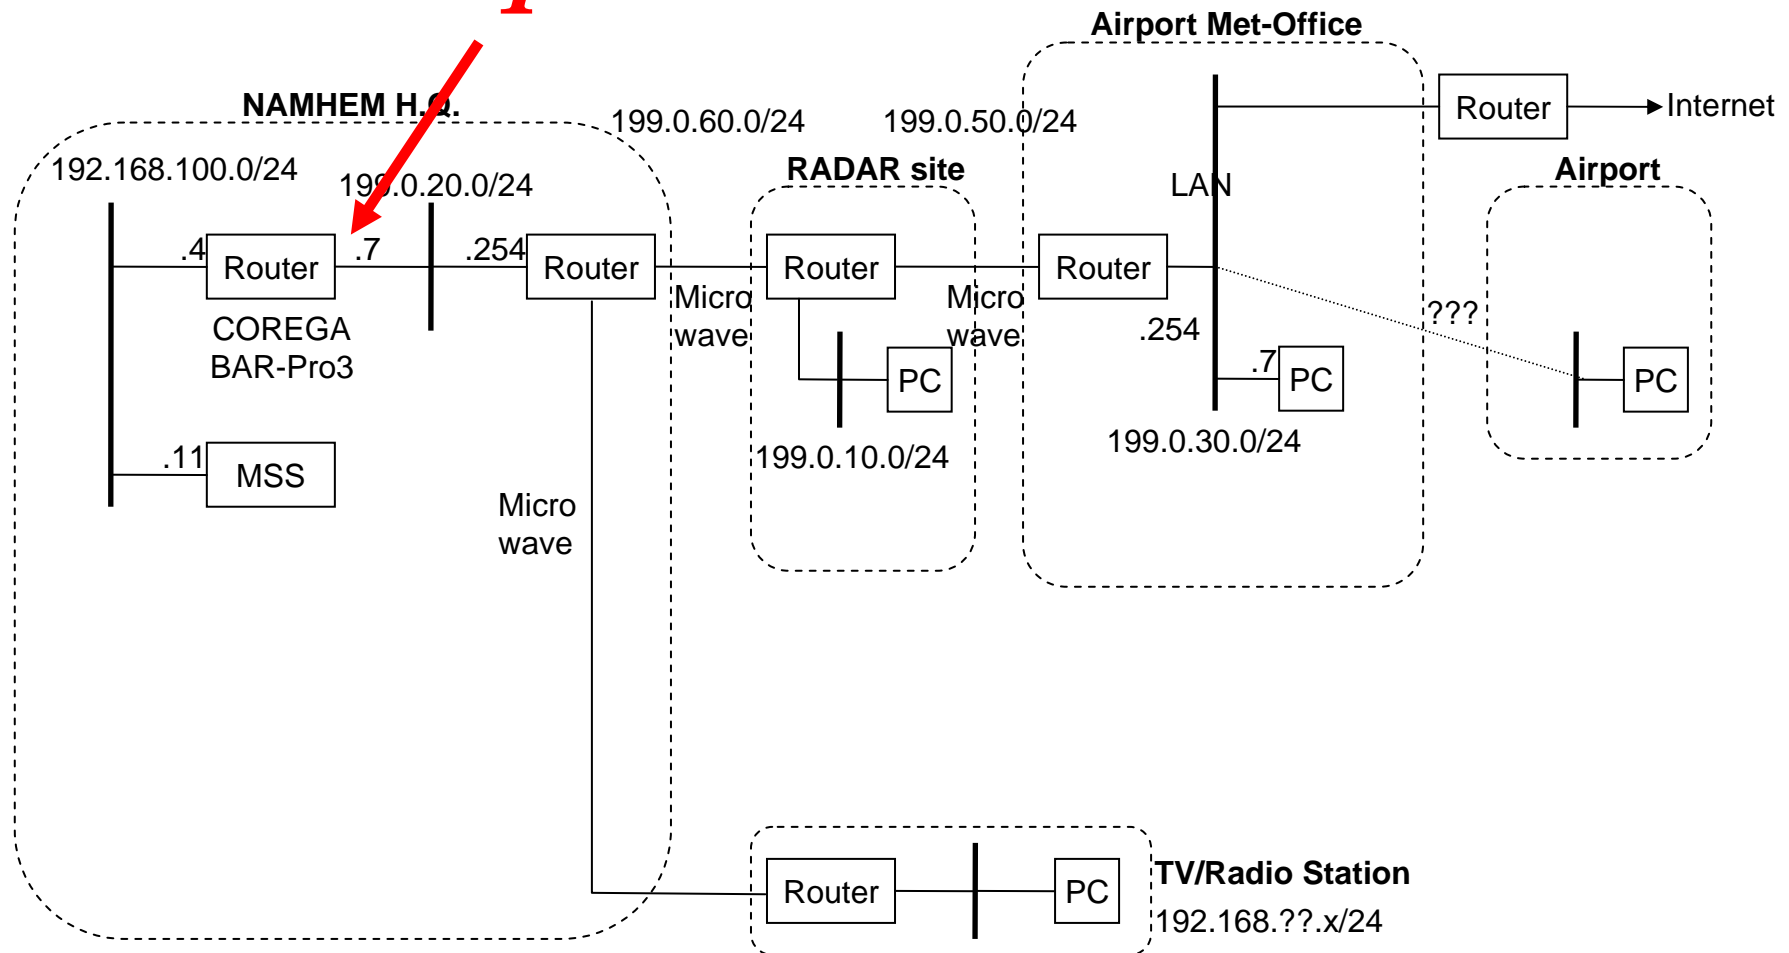 Airport Met-Office
NAMHEM H.Q.
199.0.60.0/24
199.0.50.0/24
Router
Internet
192.168.100.0/24
199.0.20.0/24
RADAR site
LAN
Airport
.4
Router
.7
.254
Router
Router
Router
Micro
wave
Micro
wave
COREGA
BAR-Pro3
.254
???
.7
PC
PC
PC
199.0.10.0/24
199.0.30.0/24
.11
MSS
Micro
wave
Router
PC
TV/Radio Station
192.168.??.x/24